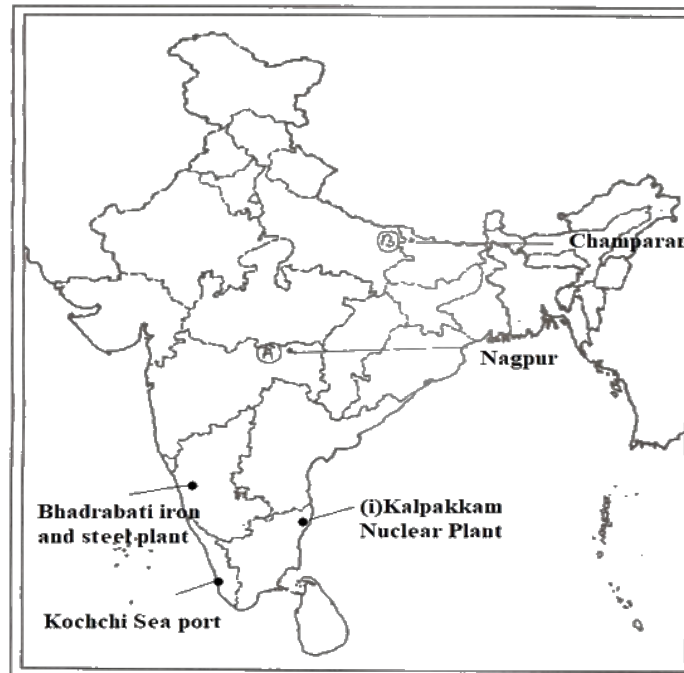 B
Champaran
A
Nagpur
Bhadrabati iron
and steel plant
(i)Kalpakkam
Nuclear Plant
Kochchi Sea port